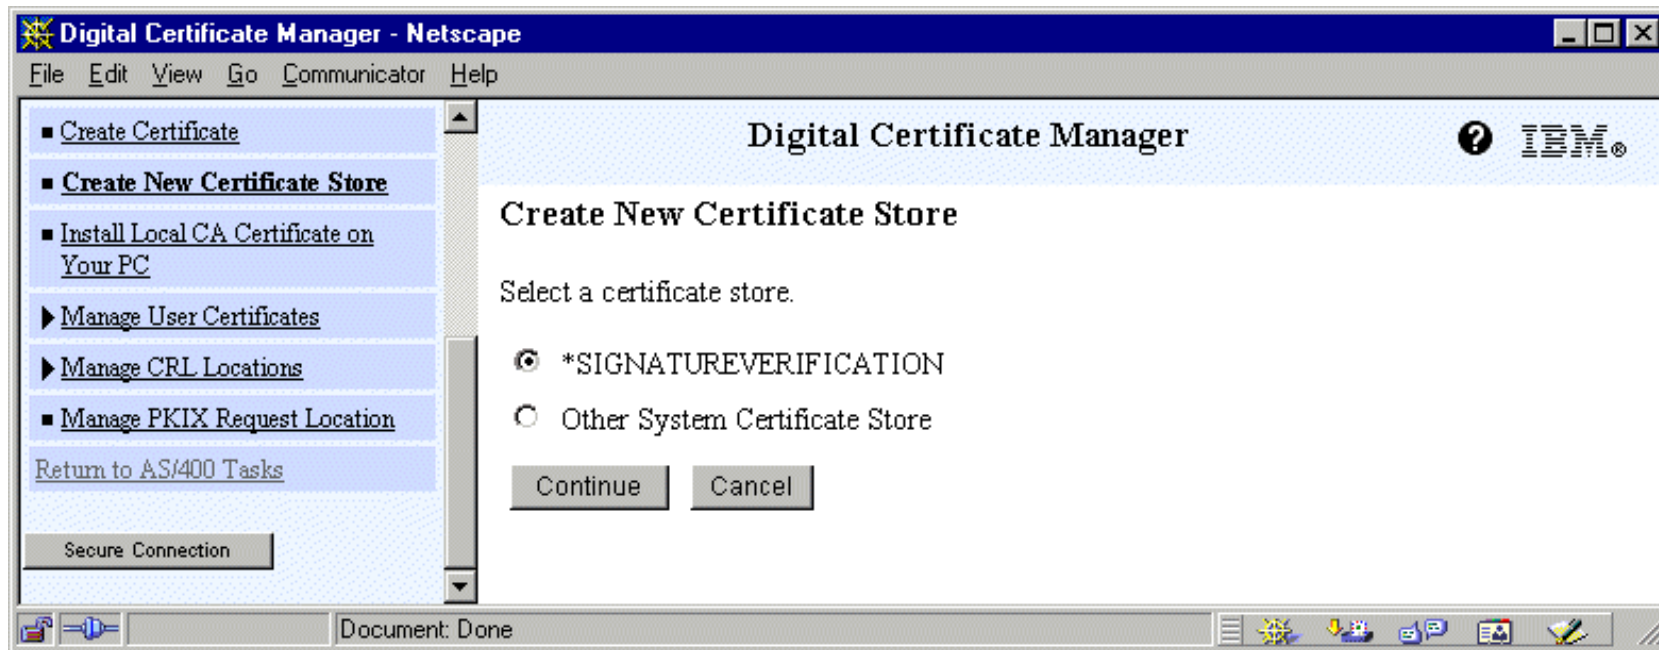 Digital Certificate Manager - Netscape
File Edit View Go Communicator Help
Create Certificate
Create New Certificate Store
Install Local CA Certificate on
Your PC
Manage User Certificates
Manage CRL Locations
Manage PKIX Request Location
Return to AS/400 Tasks
Secure Connection
Digital Certificate Manager
IBM®
Create New Certificate Store
Select a certificate store.
*SIGNATUREVERIFICATION
Other System Certificate Store
Continue Cancel
Document: Done